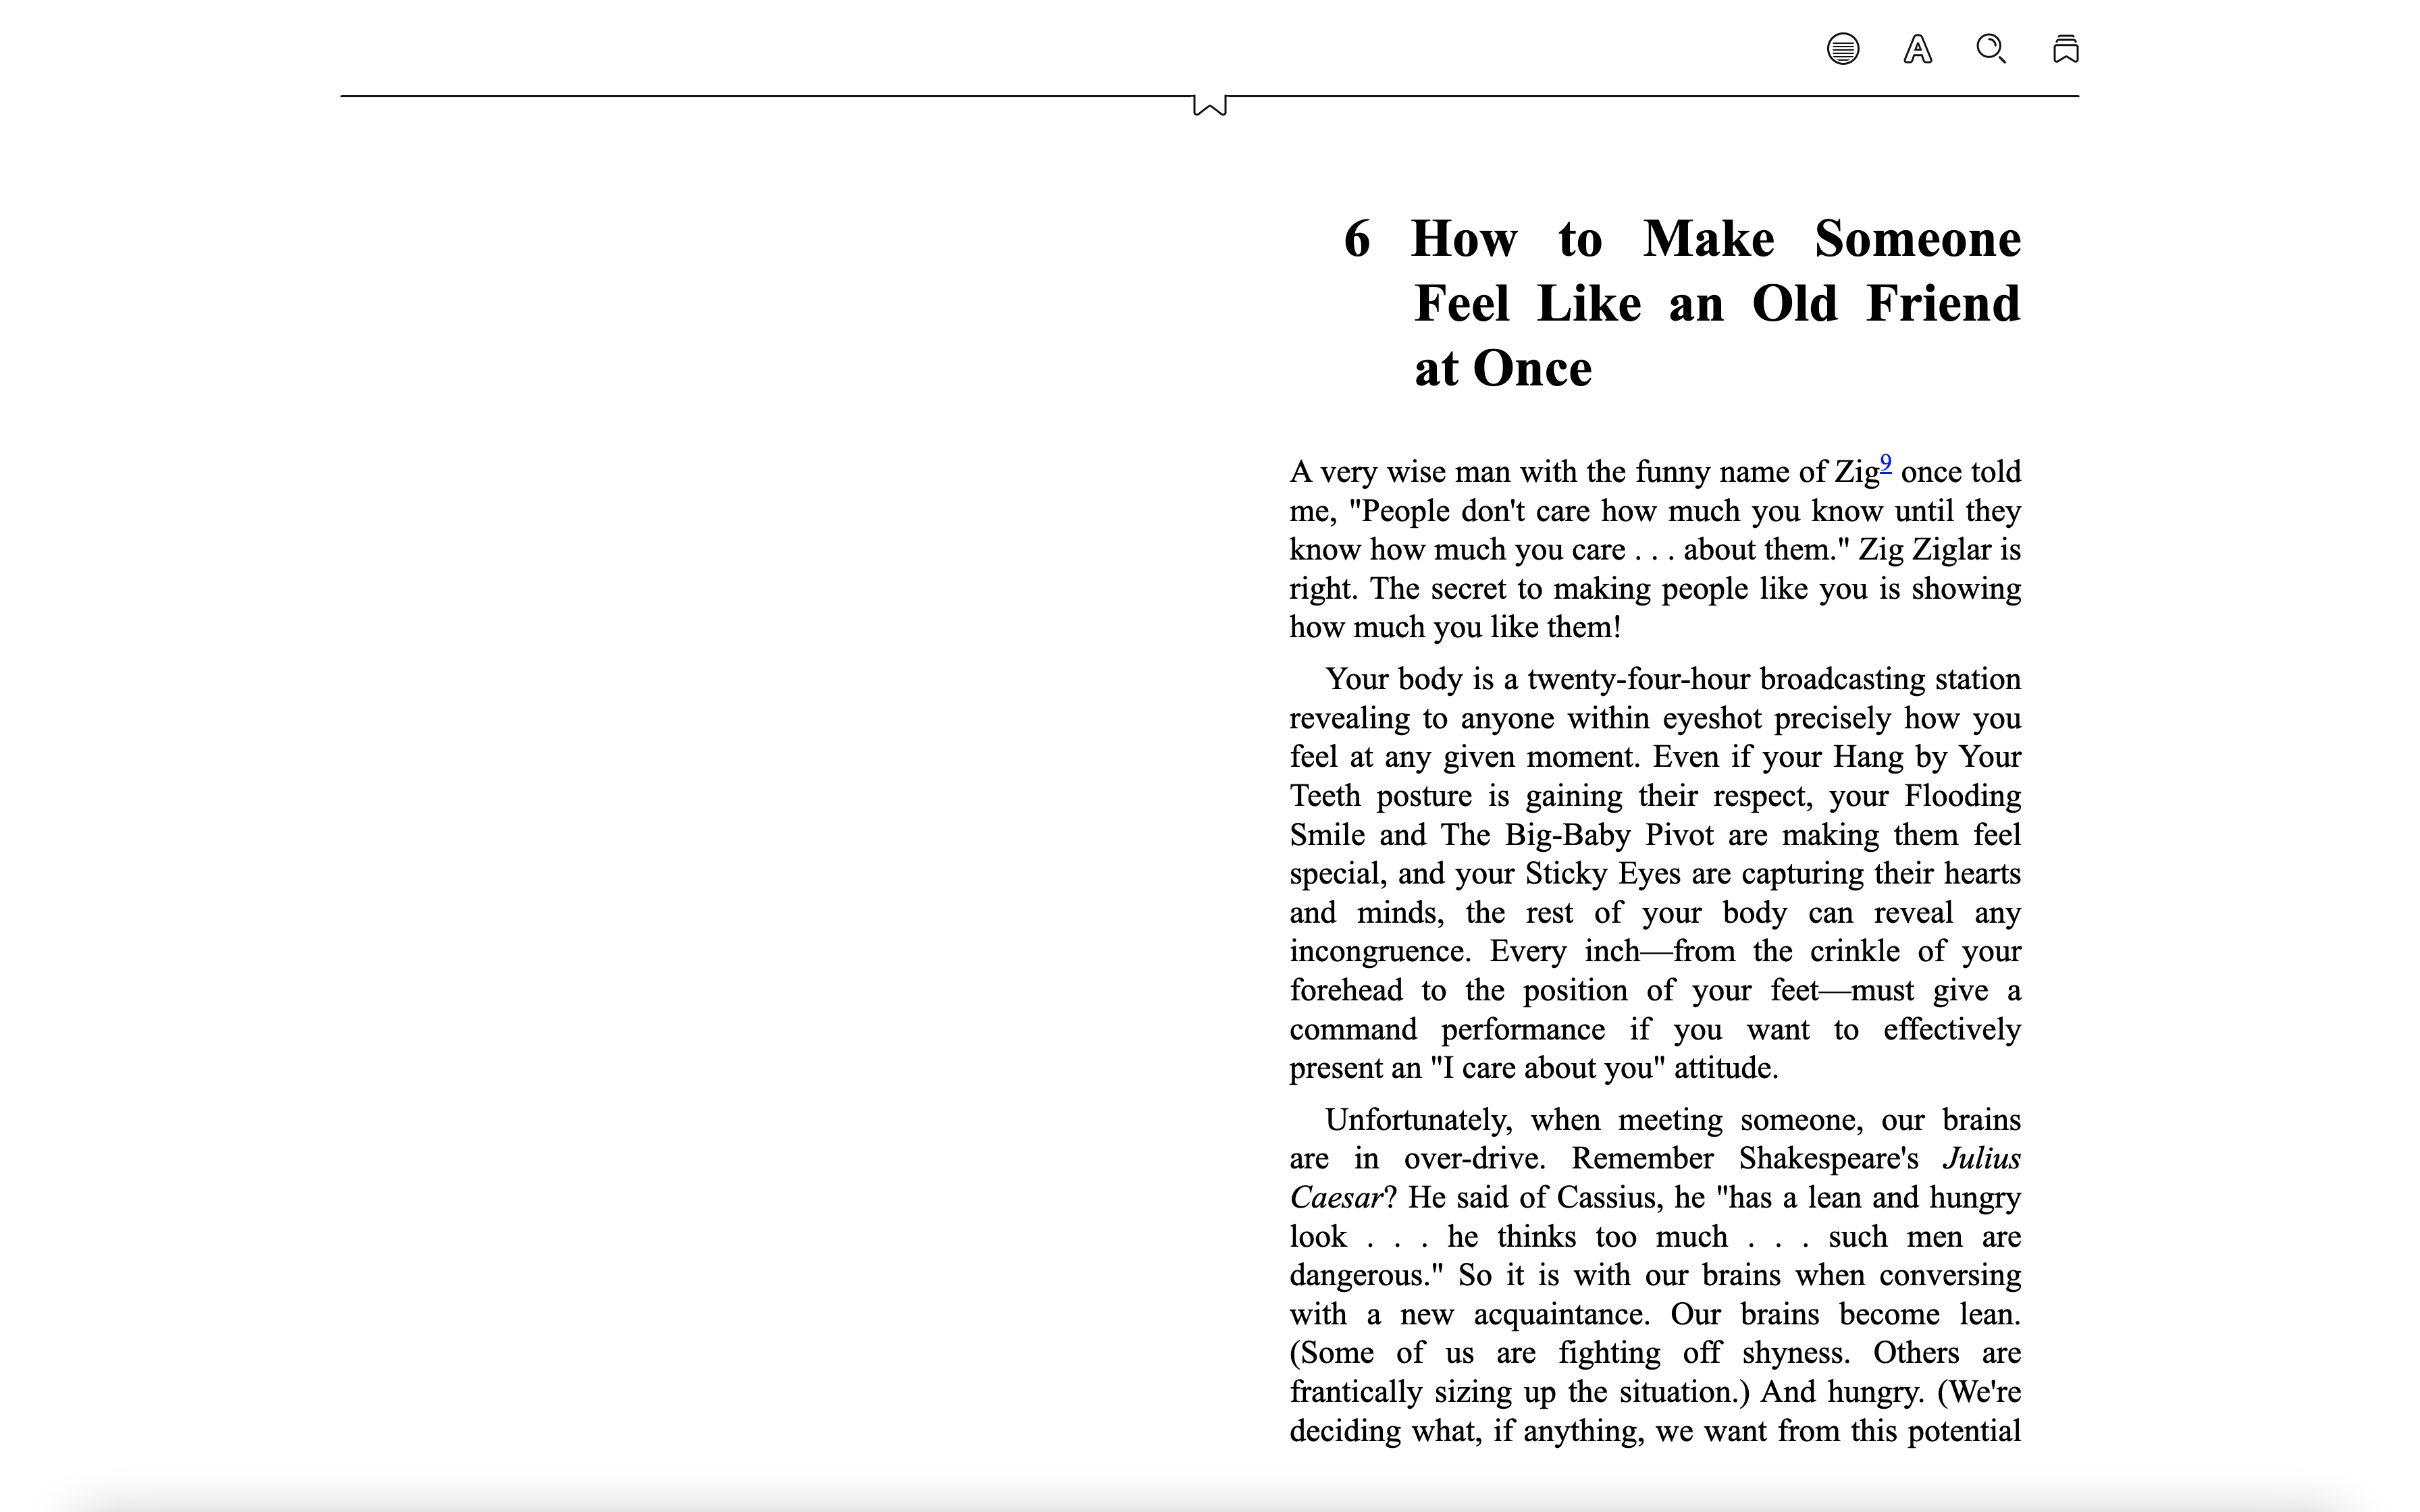 6 How to Make Someone
Feel Like an Old Friend
at Once
A very wise man with the funny name of Zig9 once told
me, "People don't care how much you know until they
know how much you care . . . about them." Zig Ziglar is
right. The secret to making people like you is showing
how much you like them!
Your body is a twenty-four-hour broadcasting station
revealing to anyone within eyeshot precisely how you
feel at any given moment. Even if your Hang by Your
Teeth posture is gaining their respect, your Flooding
Smile and The Big-Baby Pivot are making them feel
special, and your Sticky Eyes are capturing their hearts
and minds, the rest of your body can reveal any
incongruence. Every inch—from the crinkle of your
forehead to the position of your feet—must give a
command performance if you want to effectively
present an "I care about you" attitude.
Unfortunately, when meeting someone, our brains
are in over-drive. Remember Shakespeare's Julius
Caesar? He said of Cassius, he "has a lean and hungry
look . . . he thinks too much . . . such men are
dangerous." So it is with our brains when conversing
with a new acquaintance. Our brains become lean.
(Some of us are fighting off shyness. Others are
frantically sizing up the situation.) And hungry. (We're
deciding what, if anything, we want from this potential